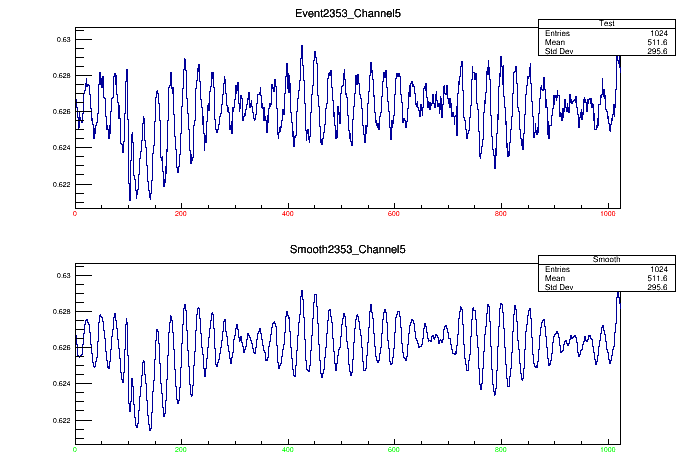 Event2353_Channel5
Test
Entries 1024
Mean 511.6
Std Dev 295.6
0.63
0.628
0.626
0.624
0.622
0 200 400 600 800 1000
Smooth2353_Channel5
Smooth
Entries 1024
Mean 511.6
Std Dev 295.6
0.63
0.628
0.626
0.624
0.622
0 200 400 600 800 1000